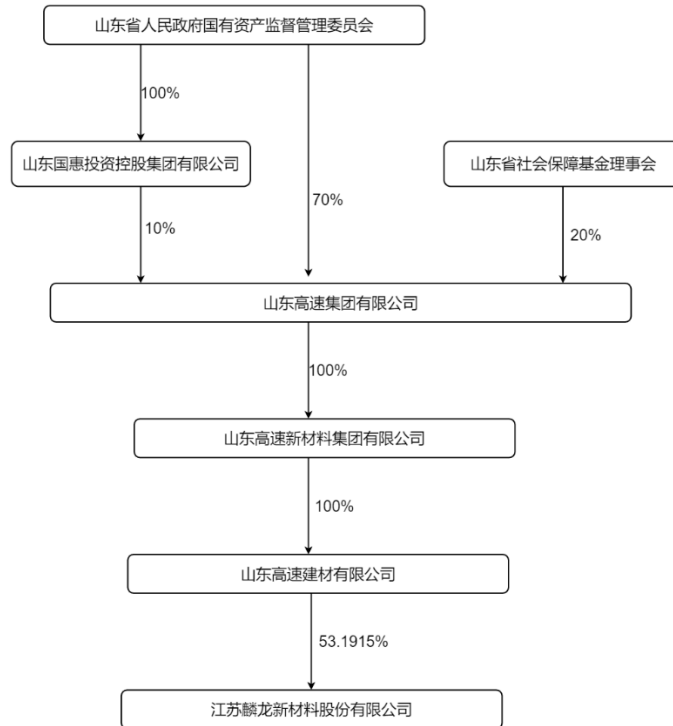 山东省人民政府国有资产监督管理委员会
100%
山东国惠投资控股集团有限公司
山东省社会保障基金理事会
70%
10%
20%
山东高速集团有限公司
100%
山东高速新材料集团有限公司
100%
山东高速建材有限公司
53.1915%
江苏麟龙新材料股份有限公司